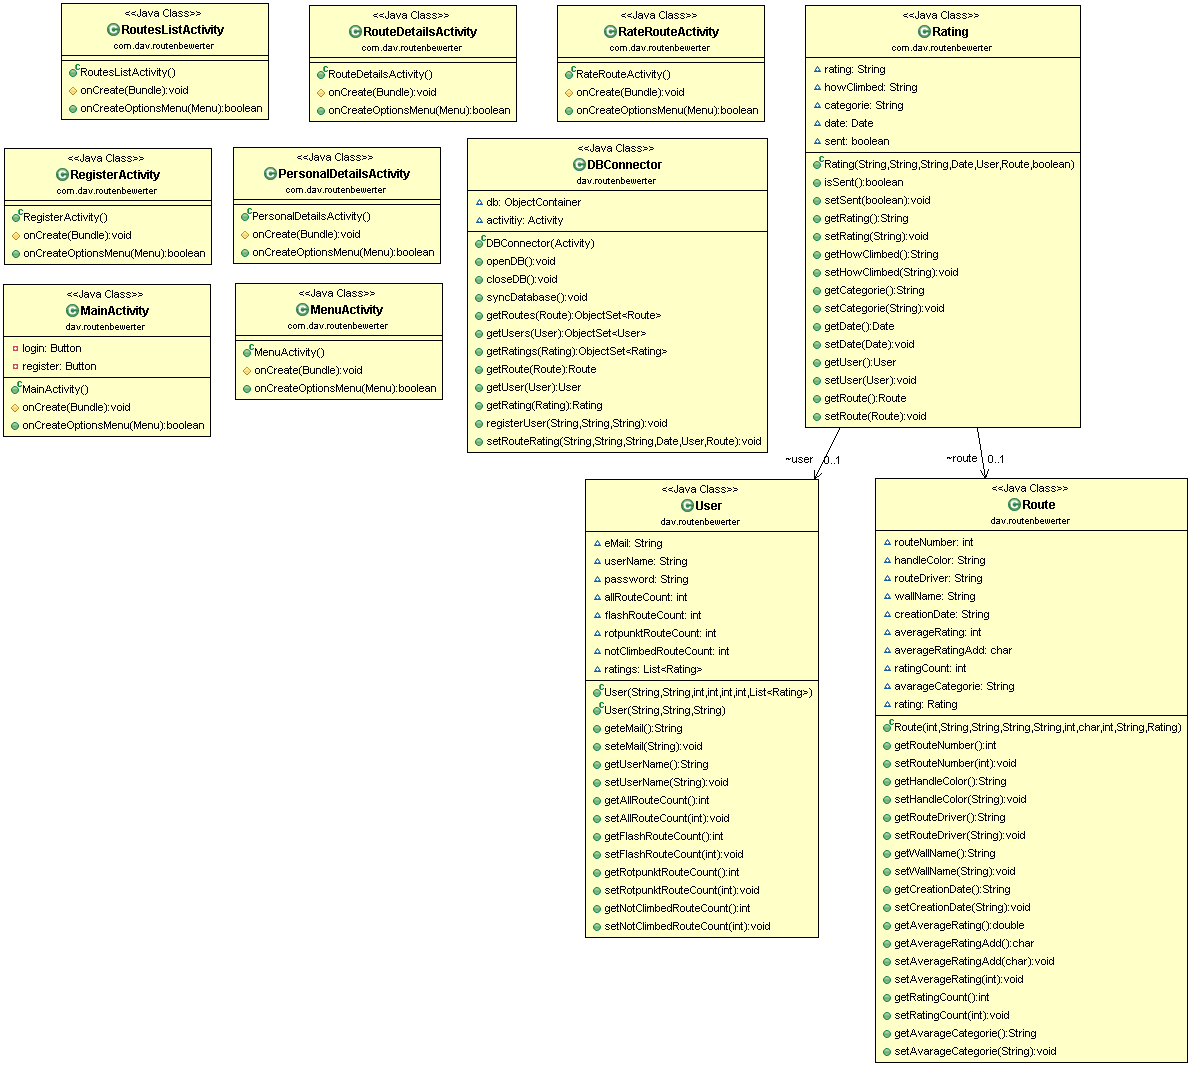 <<Java Class>>
RoutesListActivity
com.dav.routenbewerter
RoutesListActivity()
onCreate(Bundle):void
onCreateOptionsMenu(Menu):boolean
<<Java Class>>
RouteDetailsActivity
com.dav.routenbewerter
RouteDetailsActivity()
onCreate(Bundle):void
onCreateOptionsMenu(Menu):boolean
<<Java Class>>
RateRouteActivity
com.dav.routenbewerter
RateRouteActivity()
onCreate(Bundle):void
onCreateOptionsMenu(Menu):boolean
<<Java Class>>
Rating
com.dav.routenbewerter
rating: String
howClimbed: String
categorie: String
date: Date
sent: boolean
Rating(String,String,String,Date,User,Route,boolean)
isSent():boolean
setSent(boolean):void
getRating():String
setRating(String):void
getHowClimbed():String
setHowClimbed(String):void
getCategorie():String
setCategorie(String):void
getDate():Date
setDate(Date):void
getUser():User
setUser(User):void
getRoute():Route
setRoute(Route):void
<<Java Class>>
RegisterActivity
com.dav.routenbewerter
RegisterActivity()
onCreate(Bundle):void
onCreateOptionsMenu(Menu):boolean
<<Java Class>>
PersonalDetailsActivity
com.dav.routenbewerter
PersonalDetailsActivity()
onCreate(Bundle):void
onCreateOptionsMenu(Menu):boolean
<<Java Class>>
DBConnector
dav.routenbewerter
db: ObjectContainer
activitiy: Activity
DBConnector(Activity)
openDB():void
closeDB():void
syncDatabase():void
getRoutes(Route):ObjectSet<Route>
getUsers(User):ObjectSet<User>
getRatings(Rating):ObjectSet<Rating>
getRoute(Route):Route
getUser(User):User
getRating(Rating):Rating
registerUser(String,String,String):void
setRouteRating(String,String,String,Date,User,Route):void
<<Java Class>>
MainActivity
dav.routenbewerter
login: Button
register: Button
MainActivity()
onCreate(Bundle):void
onCreateOptionsMenu(Menu):boolean
<<Java Class>>
MenuActivity
com.dav.routenbewerter
MenuActivity()
onCreate(Bundle):void
onCreateOptionsMenu(Menu):boolean
~user 0..1
~route 0..1
<<Java Class>>
User
dav.routenbewerter
eMail: String
userName: String
password: String
allRouteCount: int
flashRouteCount: int
rotpunktRouteCount: int
notClimbedRouteCount: int
ratings: List<Rating>
User(String,String,int,int,int,int,List<Rating>)
User(String,String,String)
geteMail():String
seteMail(String):void
getUserName():String
setUserName(String):void
getAllRouteCount():int
setAllRouteCount(int):void
getFlashRouteCount():int
setFlashRouteCount(int):void
getRotpunktRouteCount():int
setRotpunktRouteCount(int):void
getNotClimbedRouteCount():int
setNotClimbedRouteCount(int):void
<<Java Class>>
Route
dav.routenbewerter
routeNumber: int
handleColor: String
routeDriver: String
wallName: String
creationDate: String
averageRating: int
averageRatingAdd: char
ratingCount: int
avarageCategorie: String
rating: Rating
Route(int,String,String,String,String,int,char,int,String,Rating)
getRouteNumber():int
setRouteNumber(int):void
getHandleColor():String
setHandleColor(String):void
getRouteDriver():String
setRouteDriver(String):void
getWallName():String
setWallName(String):void
getCreationDate():String
setCreationDate(String):void
getAverageRating():double
getAverageRatingAdd():char
setAverageRatingAdd(char):void
setAverageRating(int):void
getRatingCount():int
setRatingCount(int):void
getAvarageCategorie():String
setAvarageCategorie(String):void